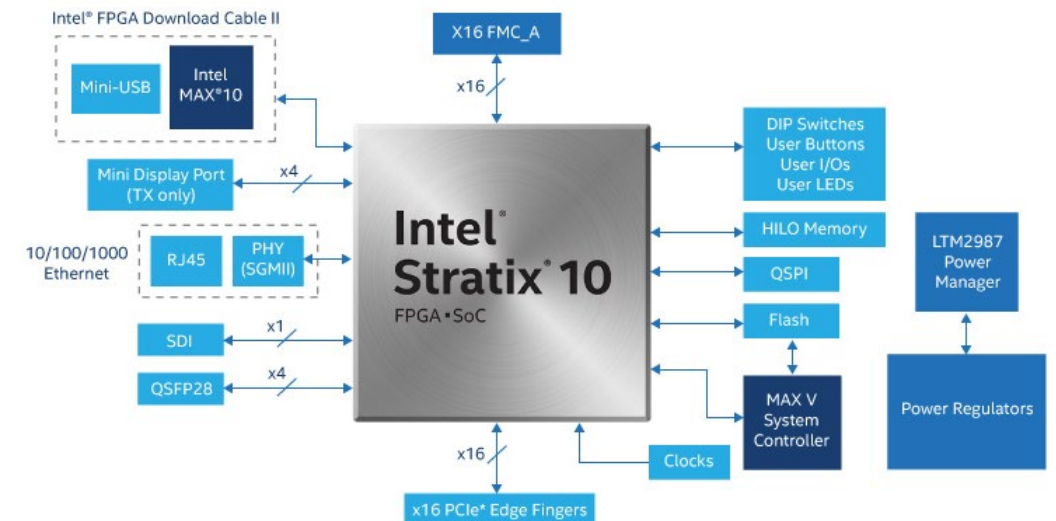 Intel® FPGA Download Cable II
Mini-USB
Intel
MAX®10
X16 FMC_A
x16
Mini Display Port
(TX only)
x4
10/100/1000
Ethernet
RJ45
PHY
(SGMII)
SDI
x1
QSFP28
x4
Intel®
Stratix® 10
FPGA • SoC
DIP Switches
User Buttons
User I/Os
User LEDs
HILO Memory
QSPI
Flash
MAX V
System
Controller
LTM2987
Power
Manager
Power Regulators
x16
Clocks
x16 PCIe* Edge Fingers